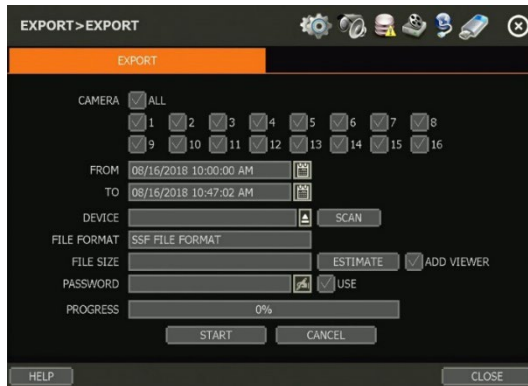 EXPORT>EXPORT
EXPORT
CAMERA ALL
1 2 3 4 5 6 7 8
9 10 11 12 13 14 15 16
FROM 08/16/2018 10:00:00 AM
TO 08/16/2018 10:47:02 AM
DEVICE SCAN
FILE FORMAT SSF FILE FORMAT
FILE SIZE ESTIMATE ADD VIEWER
PASSWORD USE
PROGRESS 0%
START CANCEL
HELP CLOSE